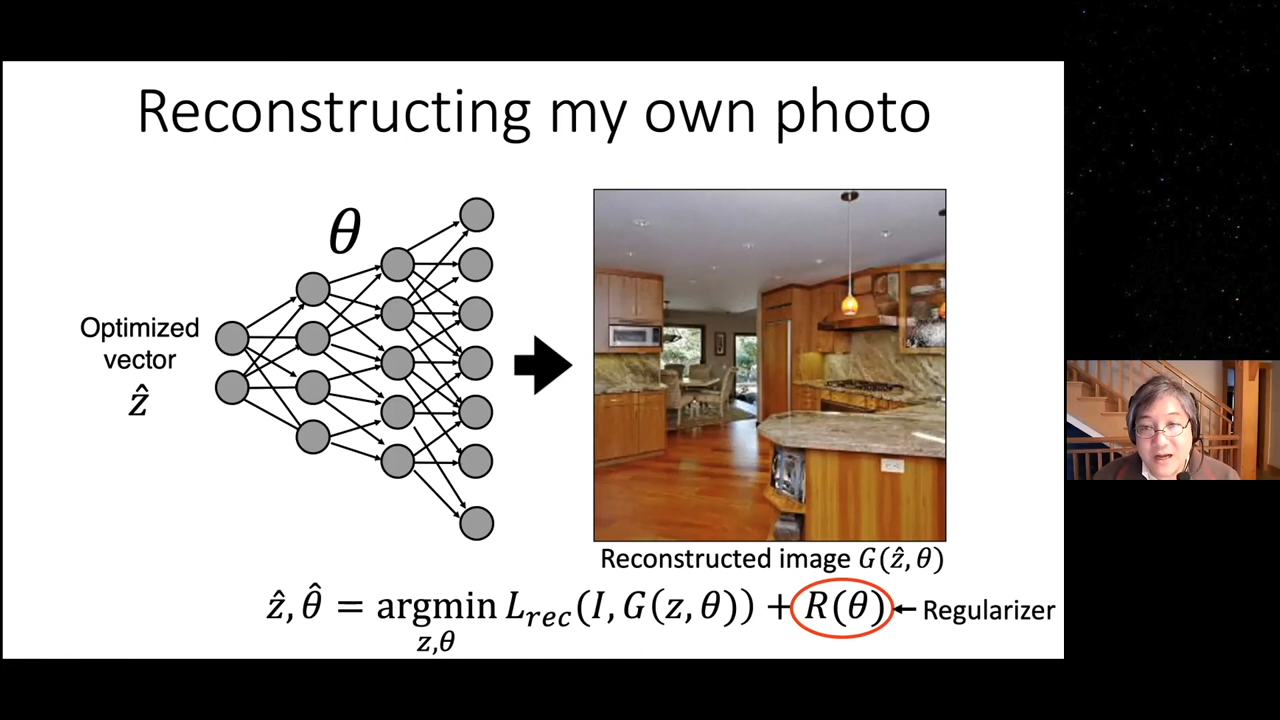 Reconstructing my own photo
θ
Optimized
vector
ẑ
Reconstructed image G(ẑ, θ)
ẑ, θ̂ = argmin L_rec(I, G(z, θ)) + R(θ) ← Regularizer
z,θ